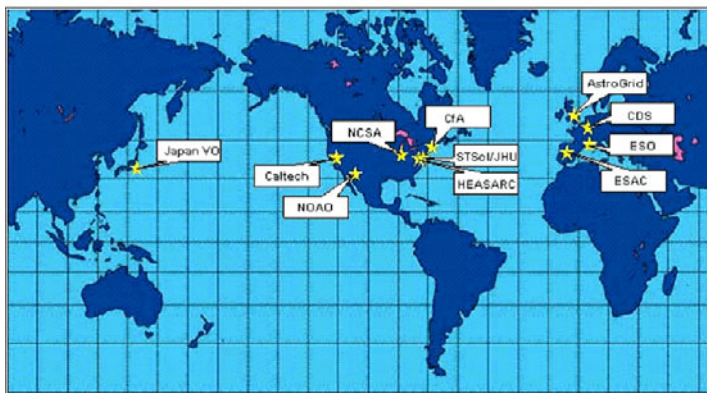 AstroGrid
CfA
CDS
NCSA
Japan VO
STScI/JHU
ESO
Caltech
HEASARC
ESAC
NOAO